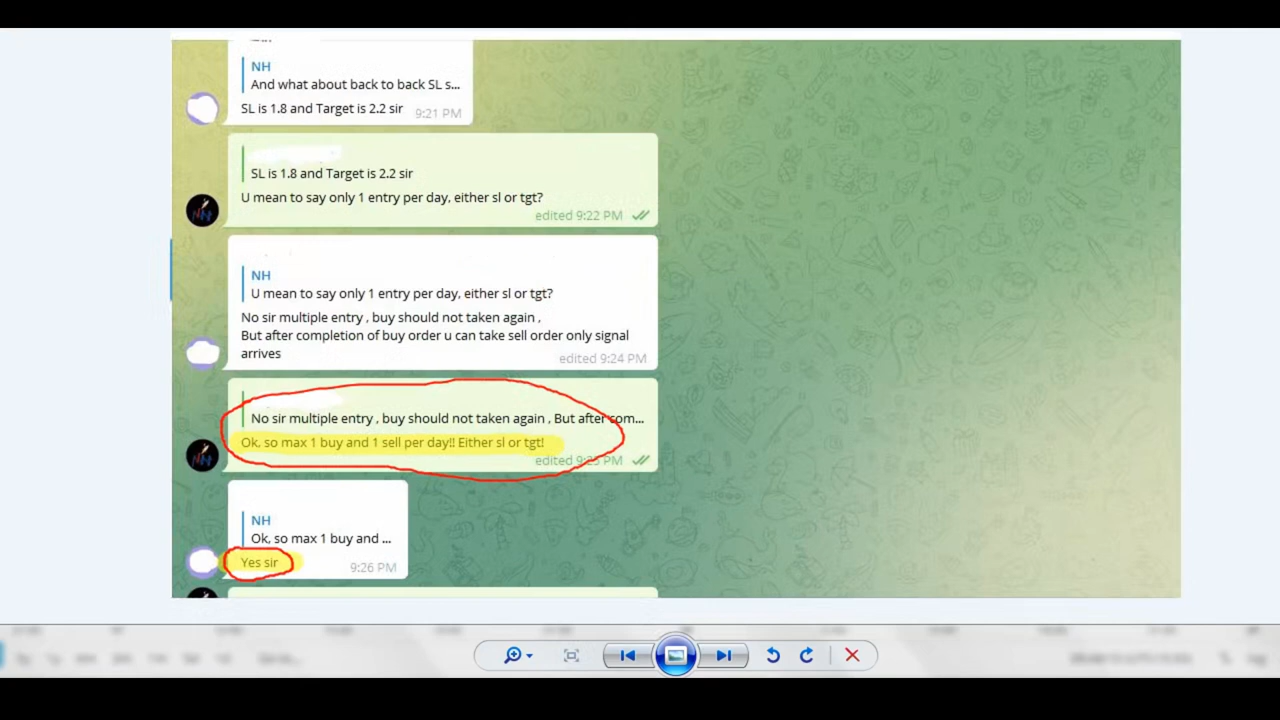 NH
And what about back to back SL s...
SL is 1.8 and Target is 2.2 sir
9:21 PM
SL is 1.8 and Target is 2.2 sir
U mean to say only 1 entry per day, either sl or tgt?
edited 9:22 PM
NH
U mean to say only 1 entry per day, either sl or tgt?
No sir multiple entry , buy should not taken again ,
But after completion of buy order u can take sell order only signal
arrives
edited 9:24 PM
No sir multiple entry , buy should not taken again , But after com...
Ok, so max 1 buy and 1 sell per day!! Either sl or tgt!
edited 9:25 PM
NH
Ok, so max 1 buy and ...
Yes sir
9:26 PM